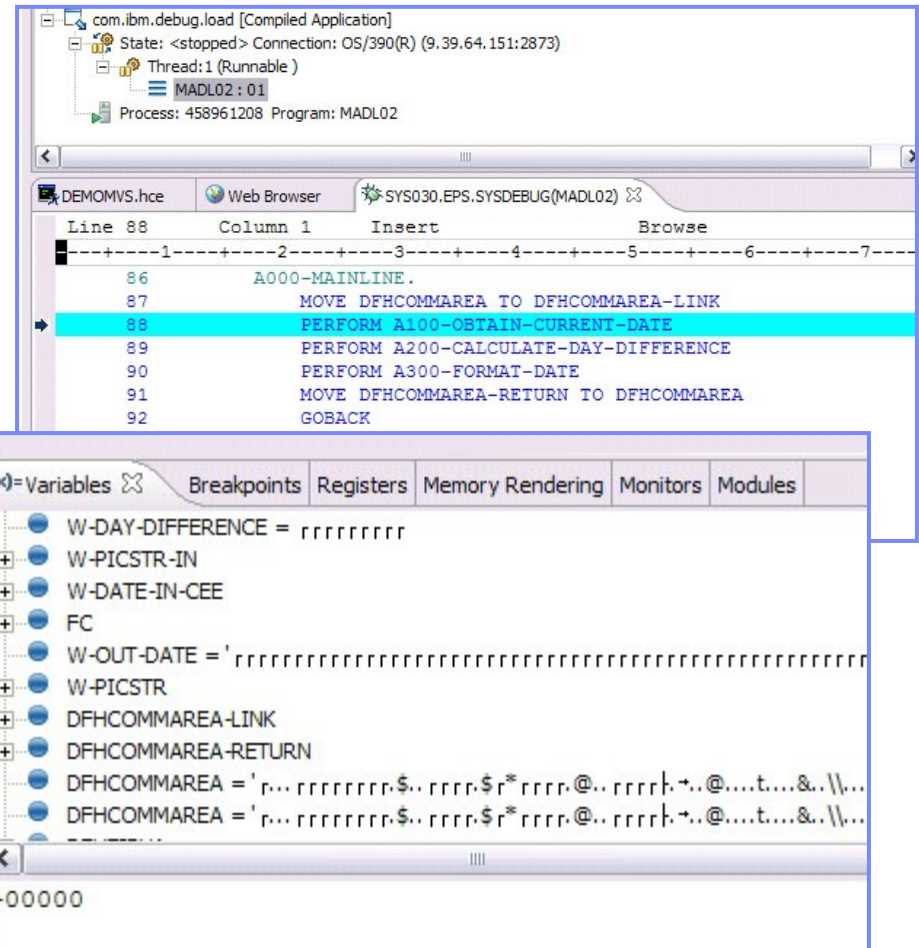 com.ibm.debug.load [Compiled Application]
State: <stopped> Connection: OS/390(R) (9.39.64.151:2873)
Thread:1 (Runnable )
MADL02 : 01
Process: 458961208 Program: MADL02
DEMOMVS.hce Web Browser SYS030.EPS.SYSDEBUG(MADL02)
Line 88 Column 1 Insert Browse
----+----1----+----2----+----3----+----4----+----5----+----6----+----7----
86 A000-MAINLINE.
87 MOVE DFHCOMMAREA TO DFHCOMMAREA-LINK
88 PERFORM A100-OBTAIN-CURRENT-DATE
89 PERFORM A200-CALCULATE-DAY-DIFFERENCE
90 PERFORM A300-FORMAT-DATE
91 MOVE DFHCOMMAREA-RETURN TO DFHCOMMAREA
92 GOBACK
(x)= Variables Breakpoints Registers Memory Rendering Monitors Modules
W-DAY-DIFFERENCE = ┌┌┌┌┌┌┌┌┌
W-PICSTR-IN
W-DATE-IN-CEE
FC
W-OUT-DATE = '
W-PICSTR
DFHCOMMAREA-LINK
DFHCOMMAREA-RETURN
DFHCOMMAREA = '
DFHCOMMAREA = '
-00000